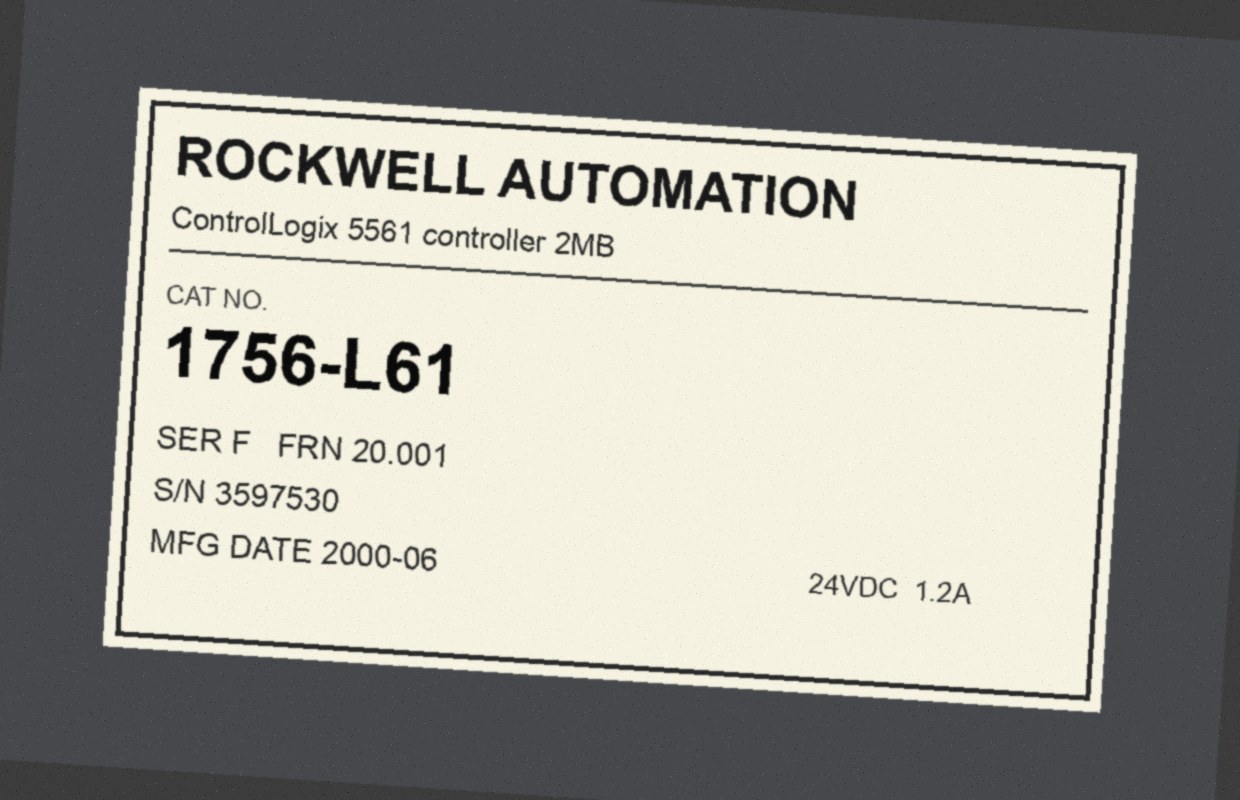 ROCKWELL AUTOMATION
ControlLogix 5561 controller 2MB
CAT NO.
1756-L61
SER F   FRN 20.001
S/N 3597530
MFG DATE 2000-06
24VDC  1.2A